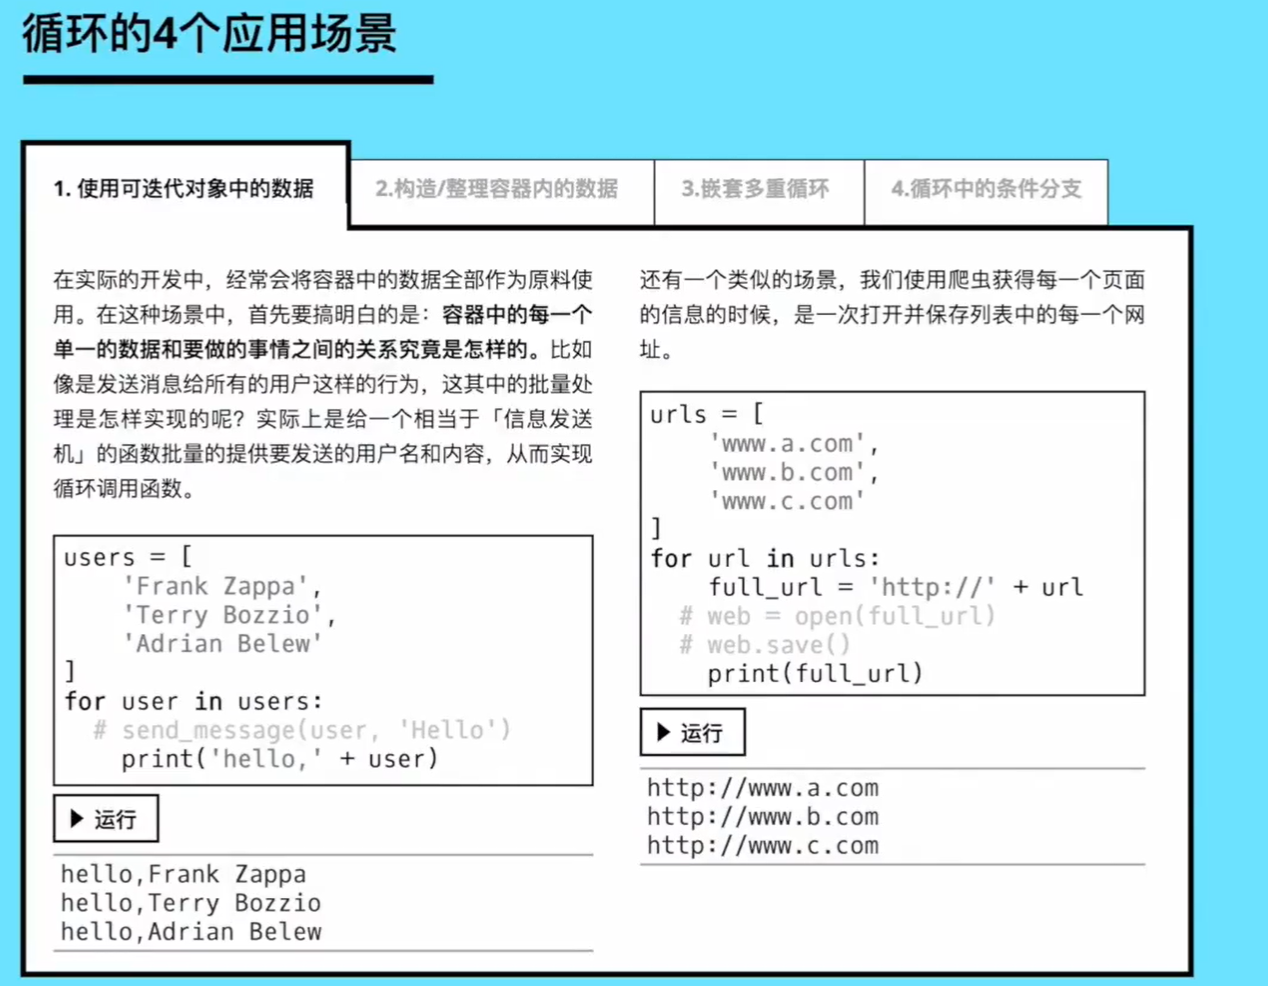 循环的4个应用场景
1. 使用可迭代对象中的数据
2.构造/整理容器内的数据
3.嵌套多重循环
4.循环中的条件分支
在实际的开发中，经常会将容器中的数据全部作为原料使
用。在这种场景中，首先要搞明白的是：容器中的每一个
单一的数据和要做的事情之间的关系究竟是怎样的。比如
像是发送消息给所有的用户这样的行为，这其中的批量处
理是怎样实现的呢？实际上是给一个相当于「信息发送
机」的函数批量的提供要发送的用户名和内容，从而实现
循环调用函数。
users = [
    'Frank Zappa',
    'Terry Bozzio',
    'Adrian Belew'
]
for user in users:
  # send_message(user, 'Hello')
    print('hello,' + user)
运行
hello,Frank Zappa
hello,Terry Bozzio
hello,Adrian Belew
还有一个类似的场景，我们使用爬虫获得每一个页面
的信息的时候，是一次打开并保存列表中的每一个网
址。
urls = [
    'www.a.com',
    'www.b.com',
    'www.c.com'
]
for url in urls:
    full_url = 'http://' + url
  # web = open(full_url)
  # web.save()
    print(full_url)
运行
http://www.a.com
http://www.b.com
http://www.c.com